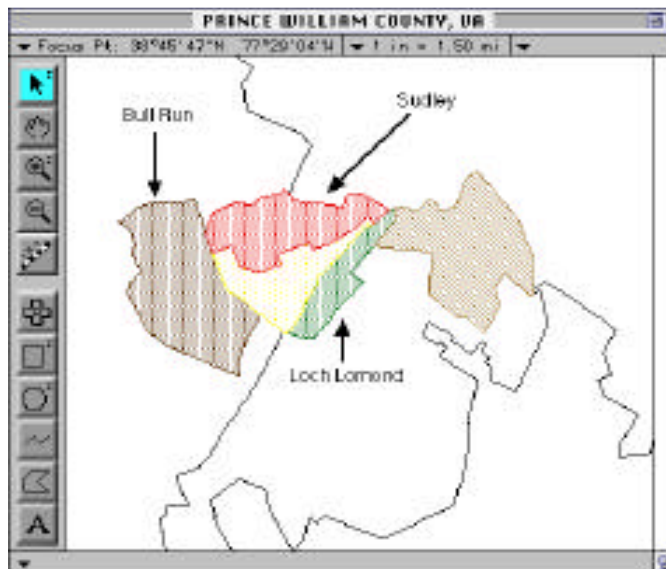 PRINCE WILLIAM COUNTY, VA
Focus Pt: 38°45'47"N 77°29'04"W 1 in = 1.50 mi
Sudley
Bull Run
Loch Lomond
A